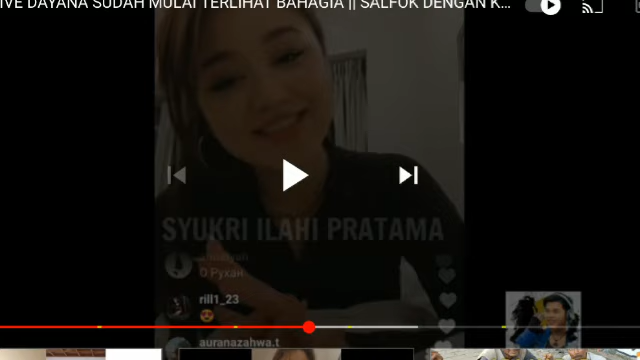 IVE DAYANA SUDAH MULAI TERLIHAT BAHAGIA || SALFOK DENGAN K...
SYUKRI ILAHI PRATAMA
О Рухан
rill1_23
😍
auranazahwa.t